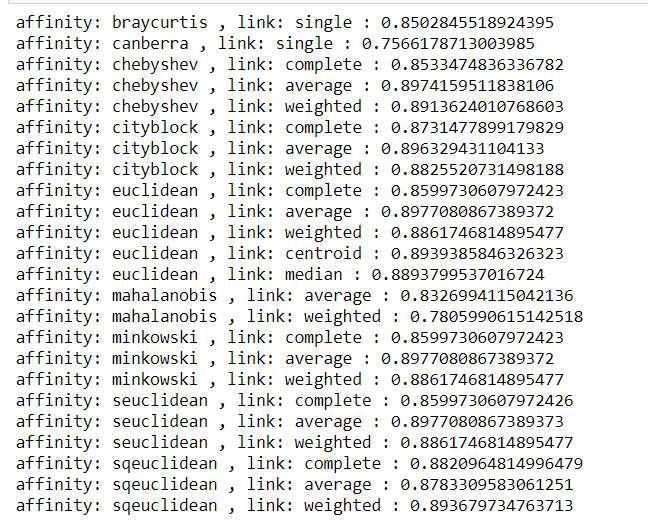 affinity: braycurtis , link: single : 0.8502845518924395
affinity: canberra , link: single : 0.7566178713003985
affinity: chebyshev , link: complete : 0.8533474836336782
affinity: chebyshev , link: average : 0.8974159511838106
affinity: chebyshev , link: weighted : 0.8913624010768603
affinity: cityblock , link: complete : 0.8731477899179829
affinity: cityblock , link: average : 0.896329431104133
affinity: cityblock , link: weighted : 0.8825520731498188
affinity: euclidean , link: complete : 0.8599730607972423
affinity: euclidean , link: average : 0.8977080867389372
affinity: euclidean , link: weighted : 0.8861746814895477
affinity: euclidean , link: centroid : 0.8939385846326323
affinity: euclidean , link: median : 0.8893799537016724
affinity: mahalanobis , link: average : 0.8326994115042136
affinity: mahalanobis , link: weighted : 0.7805990615142518
affinity: minkowski , link: complete : 0.8599730607972423
affinity: minkowski , link: average : 0.8977080867389372
affinity: minkowski , link: weighted : 0.8861746814895477
affinity: seuclidean , link: complete : 0.8599730607972426
affinity: seuclidean , link: average : 0.8977080867389373
affinity: seuclidean , link: weighted : 0.8861746814895477
affinity: sqeuclidean , link: complete : 0.8820964814996479
affinity: sqeuclidean , link: average : 0.8783309583061251
affinity: sqeuclidean , link: weighted : 0.893679734763713